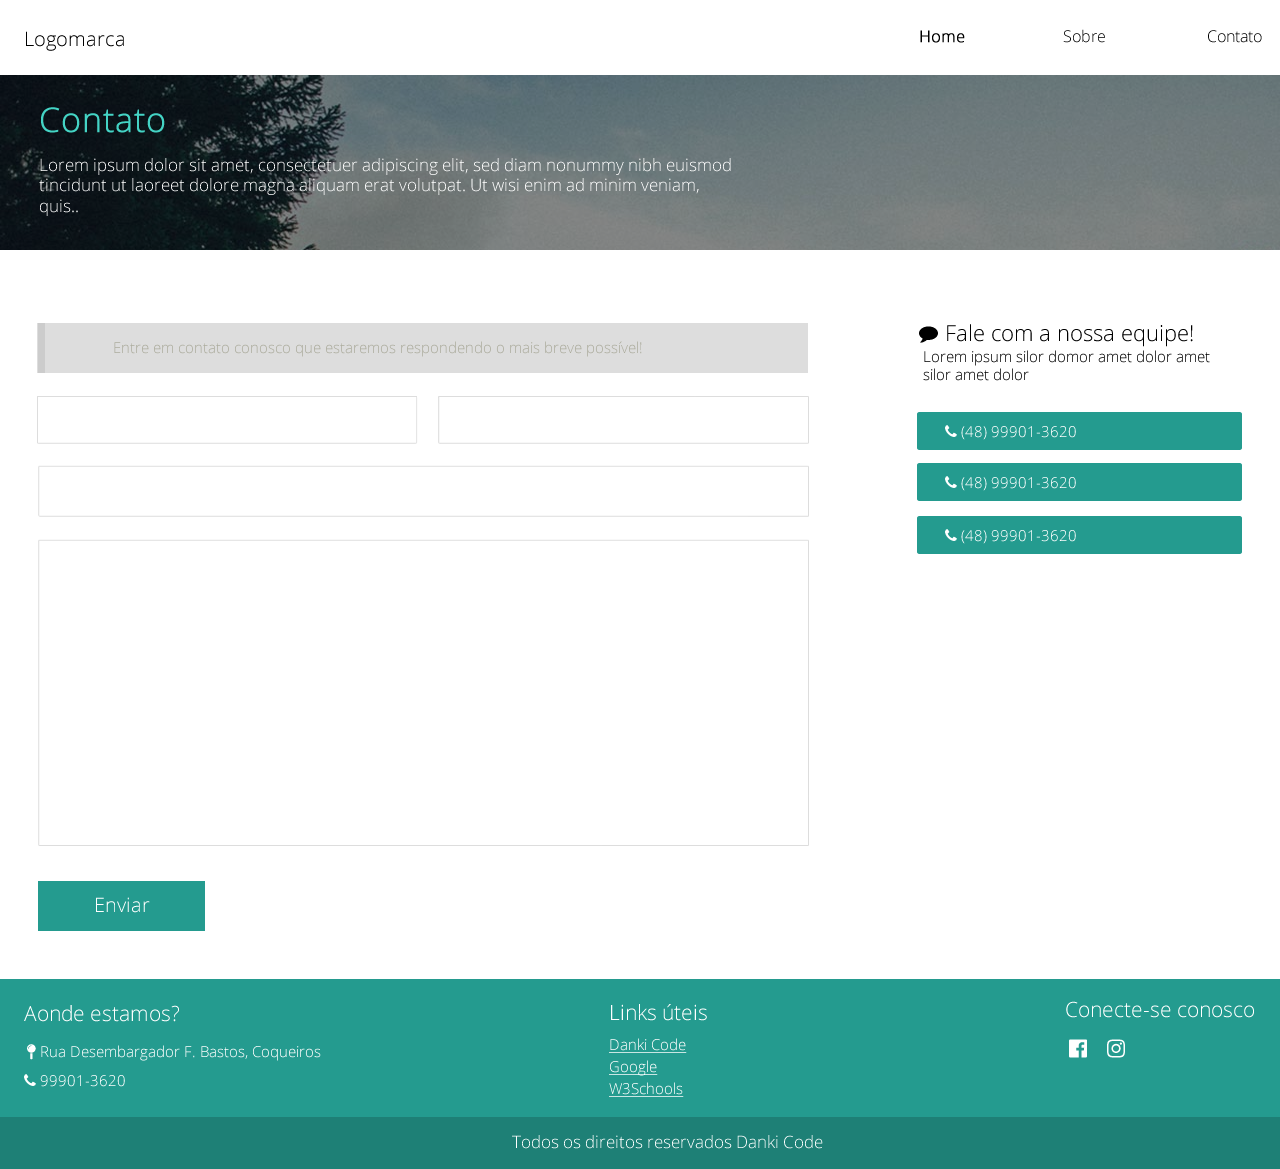 Logomarca
Home
Sobre
Contato
Contato
Lorem ipsum dolor sit amet, consectetuer adipiscing elit, sed diam nonummy nibh euismod
tincidunt ut laoreet dolore magna aliquam erat volutpat. Ut wisi enim ad minim veniam,
quis..
Entre em contato conosco que estaremos respondendo o mais breve possível!
Enviar
Fale com a nossa equipe!
Lorem ipsum silor domor amet dolor amet
silor amet dolor
(48) 99901-3620
(48) 99901-3620
(48) 99901-3620
Aonde estamos?
Rua Desembargador F. Bastos, Coqueiros
99901-3620
Links úteis
Danki Code
Google
W3Schools
Conecte-se conosco
Todos os direitos reservados Danki Code